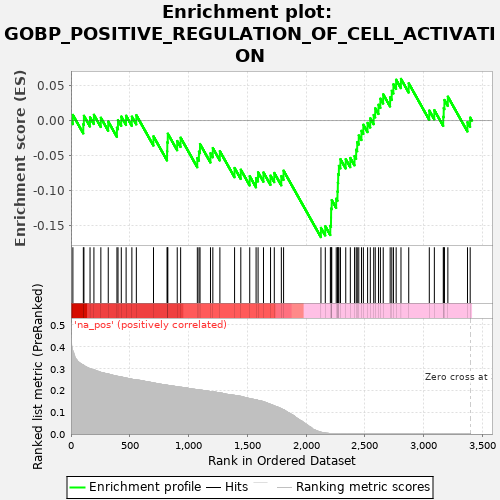 Enrichment plot:
GOBP_POSITIVE_REGULATION_OF_CELL_ACTIVATI
ON
Enrichment score (ES)
0.05
0.00
-0.05
-0.10
-0.15
'na_pos' (positively correlated)
Ranked list metric (PreRanked)
0.5
0.4
0.3
0.2
0.1
0.0
Zero cross at
0
500
1,000
1,500
2,000
2,500
3,000
3,500
Rank in Ordered Dataset
Enrichment profile
Hits
Ranking metric scores